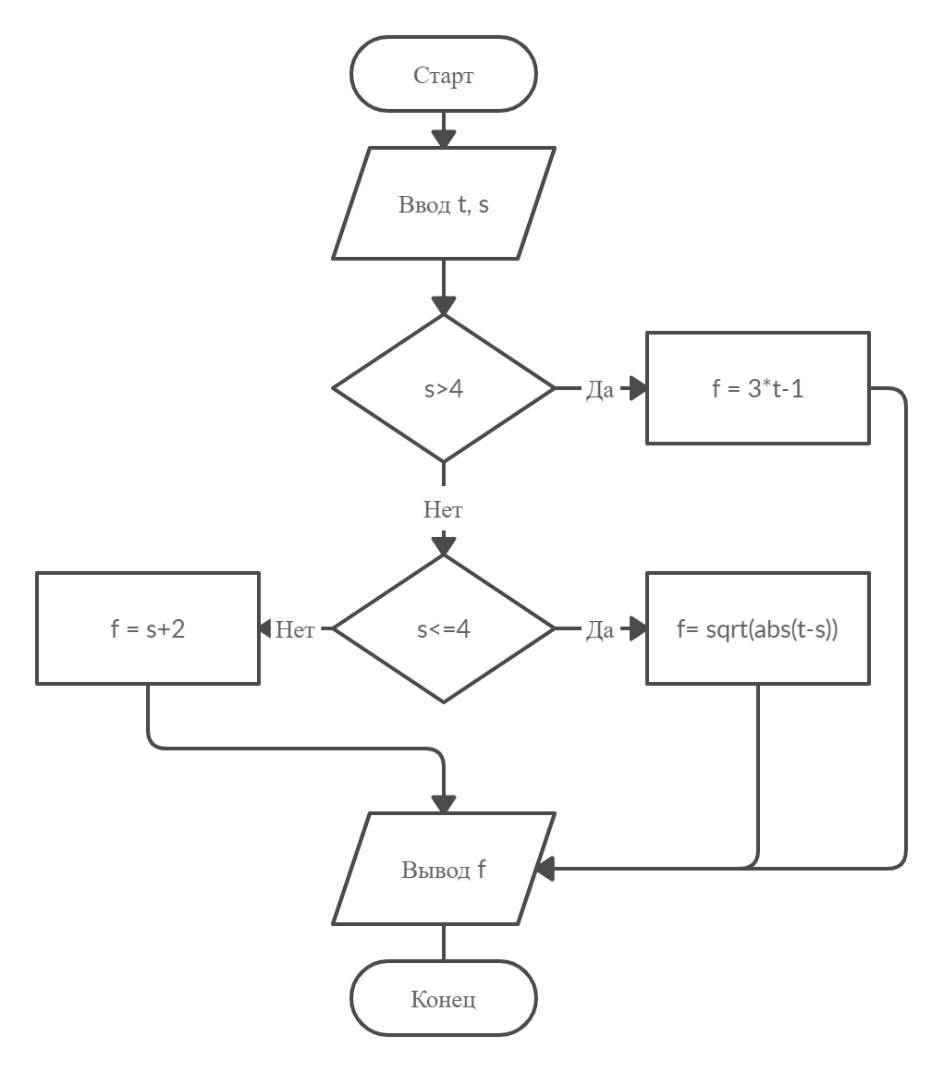 Старт
Ввод t, s
s>4
Да
f = 3*t-1
Нет
f = s+2
Нет
s<=4
Да
f= sqrt(abs(t-s))
Вывод f
Конец